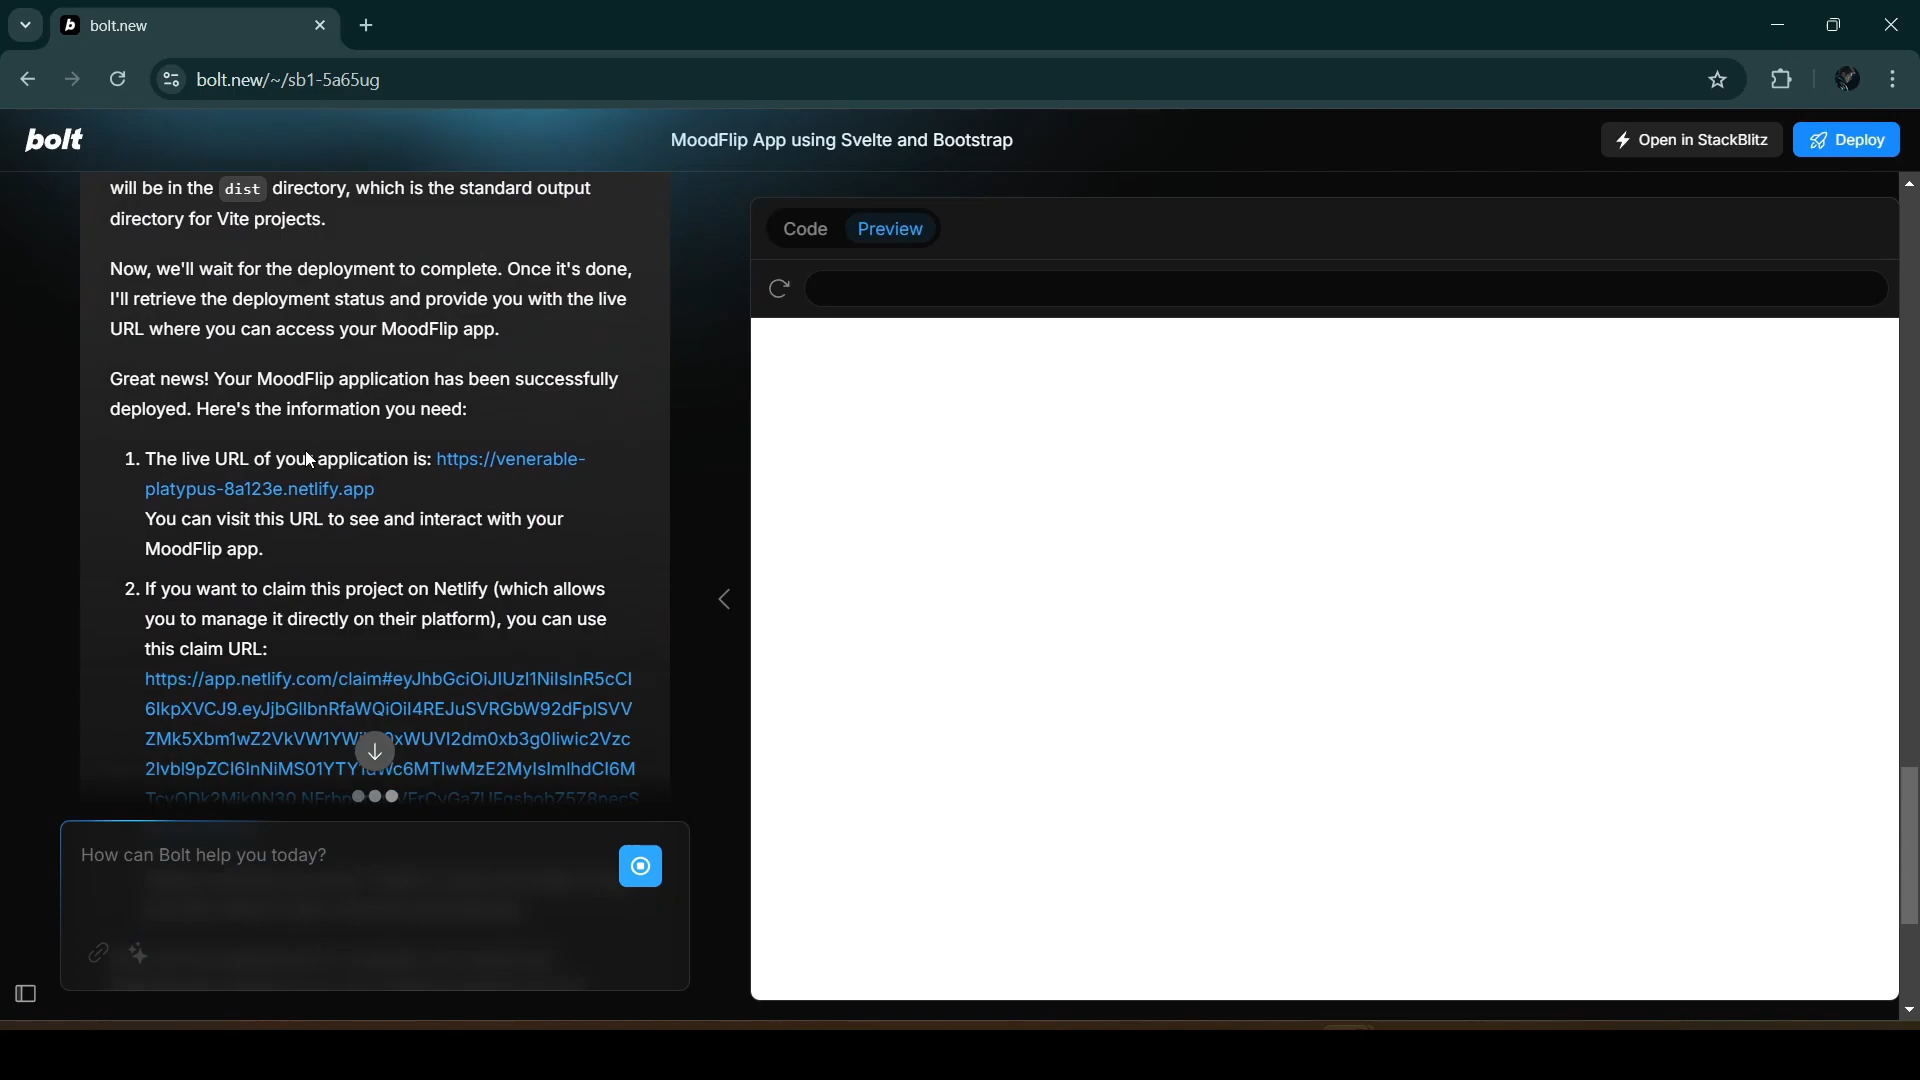 bolt.new
bolt.new/~/sb1-5a65ug
bolt
MoodFlip App using Svelte and Bootstrap
Open in StackBlitz
Deploy
will be in the dist directory, which is the standard output
directory for Vite projects.
Now, we'll wait for the deployment to complete. Once it's done,
I'll retrieve the deployment status and provide you with the live
URL where you can access your MoodFlip app.
Great news! Your MoodFlip application has been successfully
deployed. Here's the information you need:
1. The live URL of your application is: https://venerable-
platypus-8a123e.netlify.app
You can visit this URL to see and interact with your
MoodFlip app.
2. If you want to claim this project on Netlify (which allows
you to manage it directly on their platform), you can use
this claim URL:
https://app.netlify.com/claim#eyJhbGciOiJIUzI1NiIsInR5cCI
6IkpXVCJ9.eyJjbGllbnRfaWQiOiI4REJuSVRGbW92dFplSVV
Code
Preview
How can Bolt help you today?